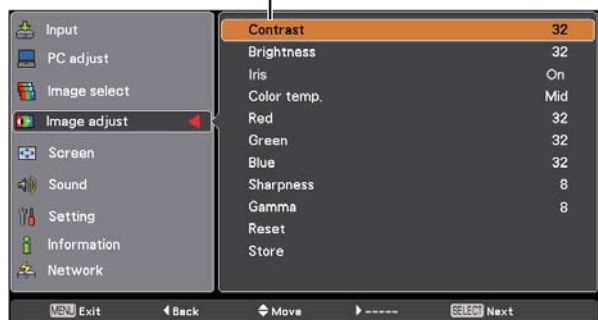 Input
PC adjust
Image select
Image adjust
Screen
Sound
Setting
Information
Network
Contrast 32
Brightness 32
Iris On
Color temp. Mid
Red 32
Green 32
Blue 32
Sharpness 8
Gamma 8
Reset
Store
MENU Exit Back Move ----- SELECT Next